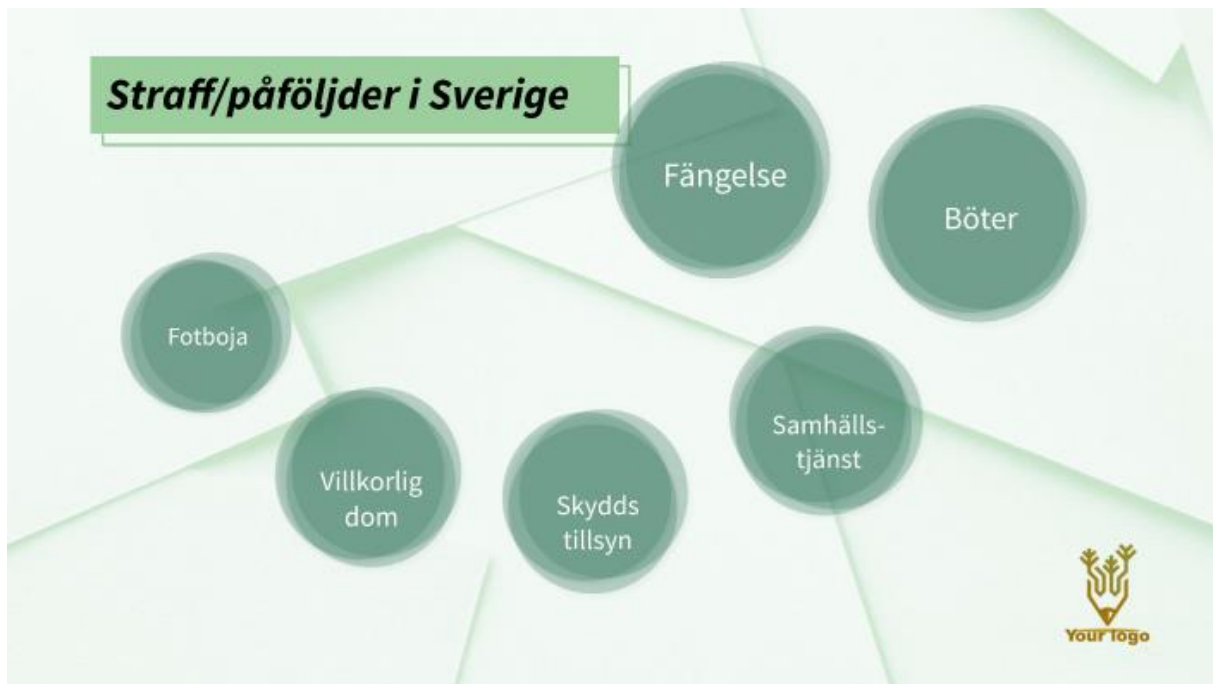 Straff/påföljder i Sverige
Fängelse
Böter
Fotboja
Villkorlig
dom
Skydds
tillsyn
Samhälls-
tjänst
Your logo